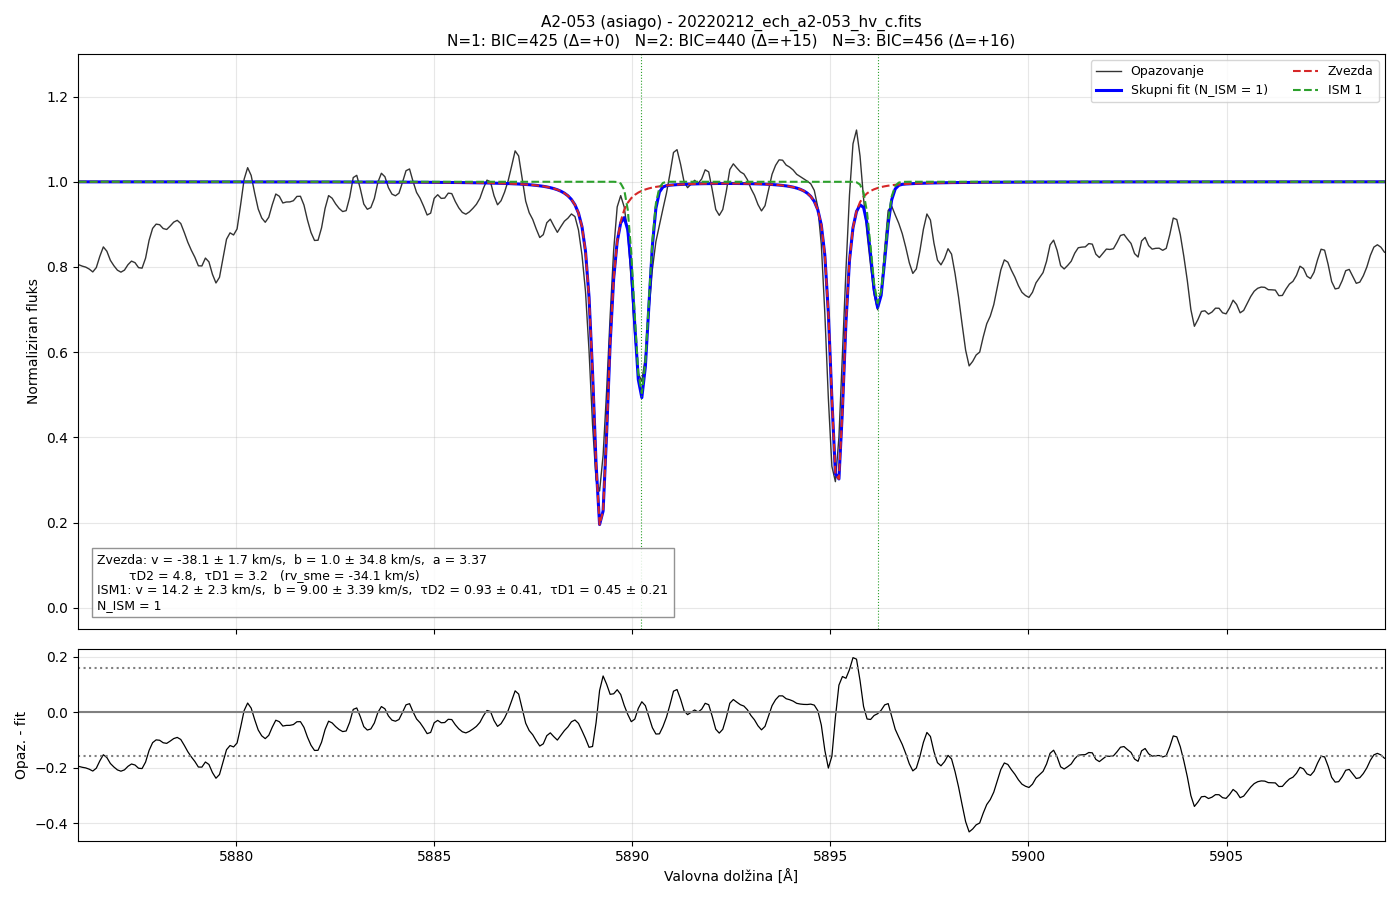 A2-053 (asiago) - 20220212_ech_a2-053_hv_c.fits
N=1: BIC=425 (Δ=+0)   N=2: BIC=440 (Δ=+15)   N=3: BIC=456 (Δ=+16)
Opazovanje
Skupni fit (N_ISM = 1)
Zvezda
ISM 1
Normaliziran fluks
1.2
1.0
0.8
0.6
0.4
0.2
0.0
Zvezda: v = -38.1 ± 1.7 km/s,  b = 1.0 ± 34.8 km/s,  a = 3.37
τD2 = 4.8,  τD1 = 3.2   (rv_sme = -34.1 km/s)
ISM1: v = 14.2 ± 2.3 km/s,  b = 9.00 ± 3.39 km/s,  τD2 = 0.93 ± 0.41,  τD1 = 0.45 ± 0.21
N_ISM = 1
Opaz. - fit
0.2
0.0
−0.2
−0.4
5880
5885
5890
5895
5900
5905
Valovna dolžina [Å]